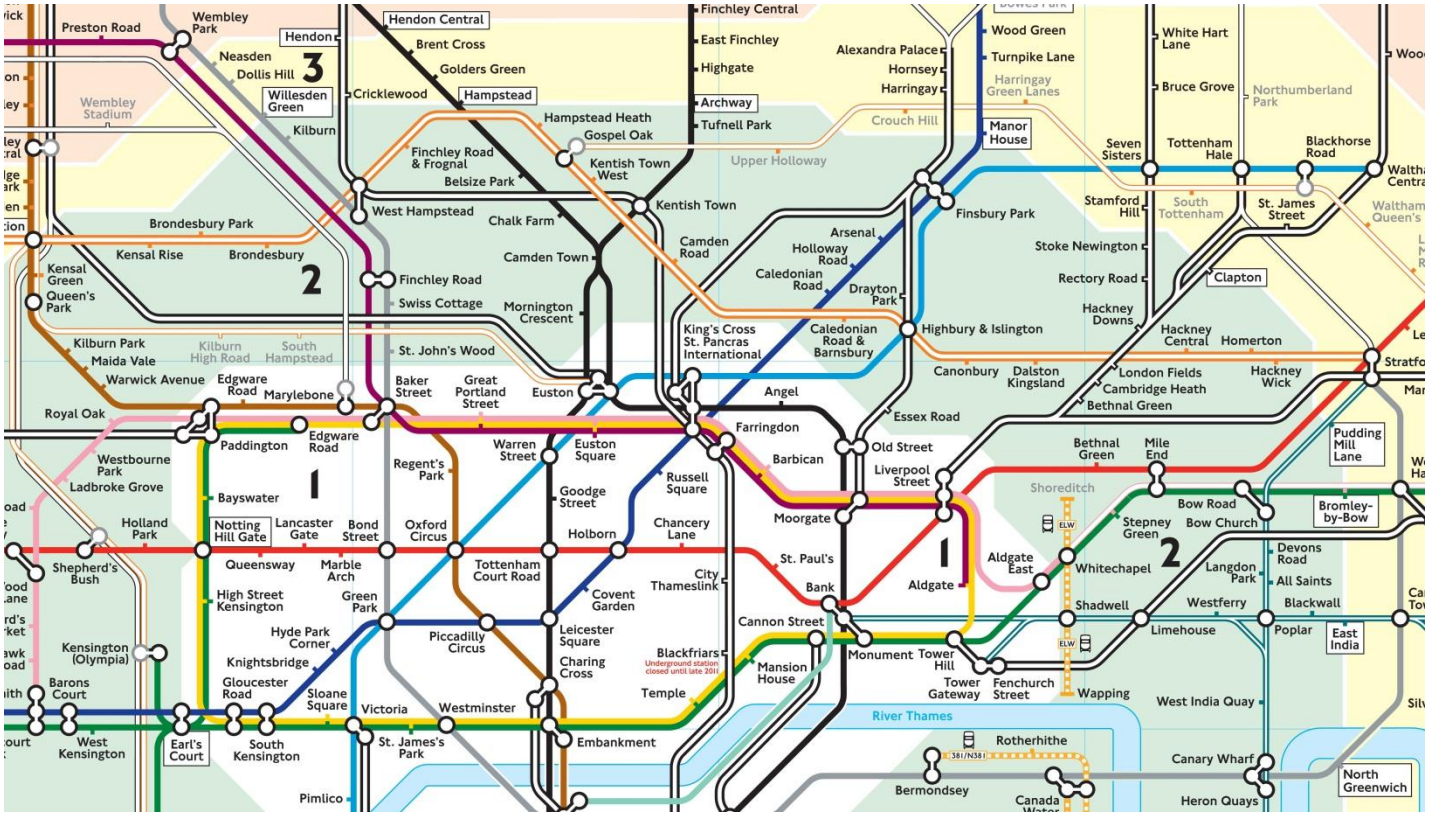 Preston Road
Wembley
Park
Hendon
Hendon Central
Finchley Central
Wood Green
White Hart
Lane
Neasden
Dollis Hill
3
Brent Cross
East Finchley
Alexandra Palace
Turnpike Lane
Golders Green
Highgate
Hornsey
Harringay
Harringay
Green Lanes
Bruce Grove
Northumberland
Park
Wembley
Stadium
Willesden
Green
Cricklewood
Hampstead
Archway
Kilburn
Hampstead Heath
Tufnell Park
Crouch Hill
Manor
House
Gospel Oak
Seven
Sisters
Tottenham
Hale
Blackhorse
Road
Finchley Road
& Frognal
Kentish Town
West
Upper Holloway
Belsize Park
West Hampstead
Kentish Town
Finsbury Park
Stamford
Hill
South
Tottenham
St. James
Street
Brondesbury Park
Chalk Farm
Arsenal
Kensal Rise
Brondesbury
Camden Town
Camden
Road
Holloway
Road
Stoke Newington
Kensal
Green
Queen's
Park
2
Finchley Road
Caledonian
Road
Drayton
Park
Rectory Road
Clapton
Swiss Cottage
Mornington
Crescent
Hackney
Downs
King's Cross
St. Pancras
International
Caledonian
Road &
Barnsbury
Highbury & Islington
Hackney
Central
Homerton
Kilburn Park
Kilburn
High Road
South
Hampstead
St. John's Wood
Maida Vale
Canonbury
Dalston
Kingsland
London Fields
Hackney
Wick
Warwick Avenue
Edgware
Road
Marylebone
Baker
Street
Great
Portland
Street
Euston
Angel
Cambridge Heath
Bethnal Green
Royal Oak
Essex Road
Paddington
Edgware
Road
Warren
Street
Euston
Square
Farringdon
Old Street
Bethnal
Green
Mile
End
Pudding
Mill
Lane
Westbourne
Park
Ladbroke Grove
1
Regent's
Park
Russell
Square
Barbican
Liverpool
Street
Shoreditch
Bayswater
Goodge
Street
Moorgate
Bow Road
Bow Church
Bromley-
by-Bow
Holland
Park
Notting
Hill Gate
Lancaster
Gate
Bond
Street
Oxford
Circus
Holborn
Chancery
Lane
ELW
Stepney
Green
Shepherd's
Bush
Queensway
Marble
Arch
Tottenham
Court Road
St. Paul's
1
Aldgate
East
Whitechapel
2
Devons
Road
Langdon
Park
High Street
Kensington
Green
Park
Covent
Garden
City
Thameslink
Bank
Aldgate
All Saints
Shadwell
Westferry
Blackwall
Hyde Park
Corner
Piccadilly
Circus
Leicester
Square
Cannon Street
Limehouse
Poplar
East
India
Kensington
(Olympia)
Knightsbridge
Charing
Cross
Blackfriars
Underground station
closed until late 2011
Mansion
House
Monument
Tower
Hill
ELW
Barons
Court
Gloucester
Road
Sloane
Square
Temple
Tower
Gateway
Fenchurch
Street
Wapping
Victoria
Westminster
River Thames
West India Quay
West
Kensington
Earl's
Court
South
Kensington
St. James's
Park
Embankment
Rotherhithe
381/N381
Canary Wharf
Pimlico
Bermondsey
Canada
Water
Heron Quays
North
Greenwich